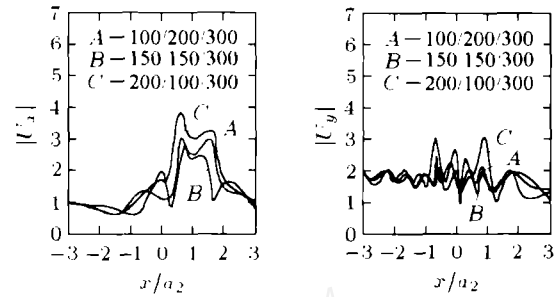 7
6
5
4
3
2
1
0
|U_x|
A — 100/200/300
B — 150/150/300
C — 200/100/300
C
A
B
−3 −2 −1 0 1 2 3
x/a₂
7
6
5
4
3
2
1
0
|U_y|
A — 100/200/300
B — 150/150/300
C — 200/100/300
C
A
B
−3 −2 −1 0 1 2 3
x/a₂